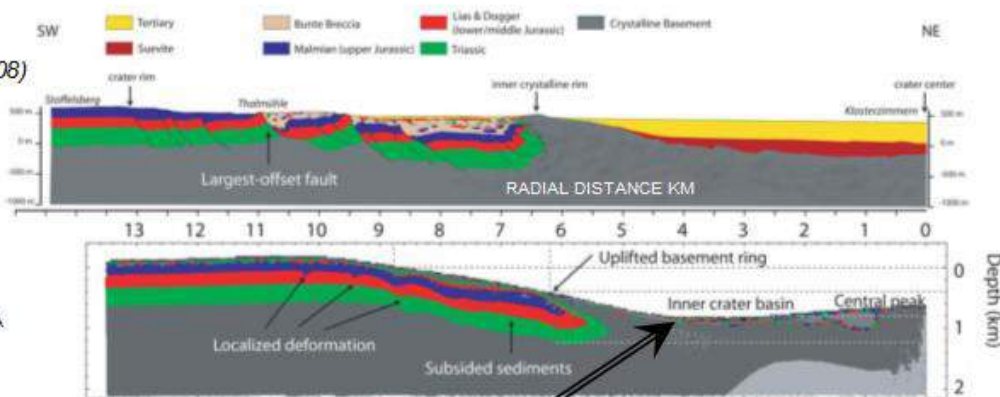 SW
NE
Tertiary
Bunte Breccia
Lias & Dogger
(lower/middle Jurassic)
Crystalline Basement
Suevite
Malmian (upper Jurassic)
Triassic
08)
crater rim
inner crystalline rim
crater center
Stoffelsberg
Thalmühle
Klosterzimmern
500 m
500 m
0 m
0 m
-500 m
-500 m
-1000 m
-1000 m
Largest-offset fault
RADIAL DISTANCE KM
13 12 11 10 9 8 7 6 5 4 3 2 1 0
Uplifted basement ring
Inner crater basin
Central peak
Localized deformation
Subsided sediments
0
1
2
Depth (km)